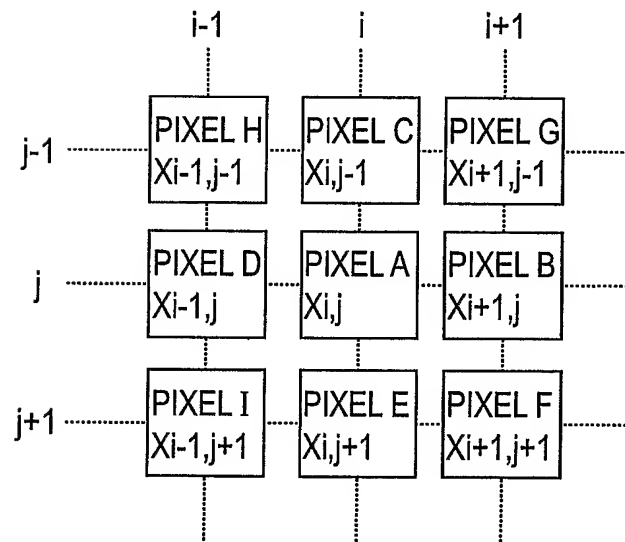 i-1
i
i+1
j-1
PIXEL H
Xi-1,j-1
PIXEL C
Xi,j-1
PIXEL G
Xi+1,j-1
j
PIXEL D
Xi-1,j
PIXEL A
Xi,j
PIXEL B
Xi+1,j
j+1
PIXEL I
Xi-1,j+1
PIXEL E
Xi,j+1
PIXEL F
Xi+1,j+1